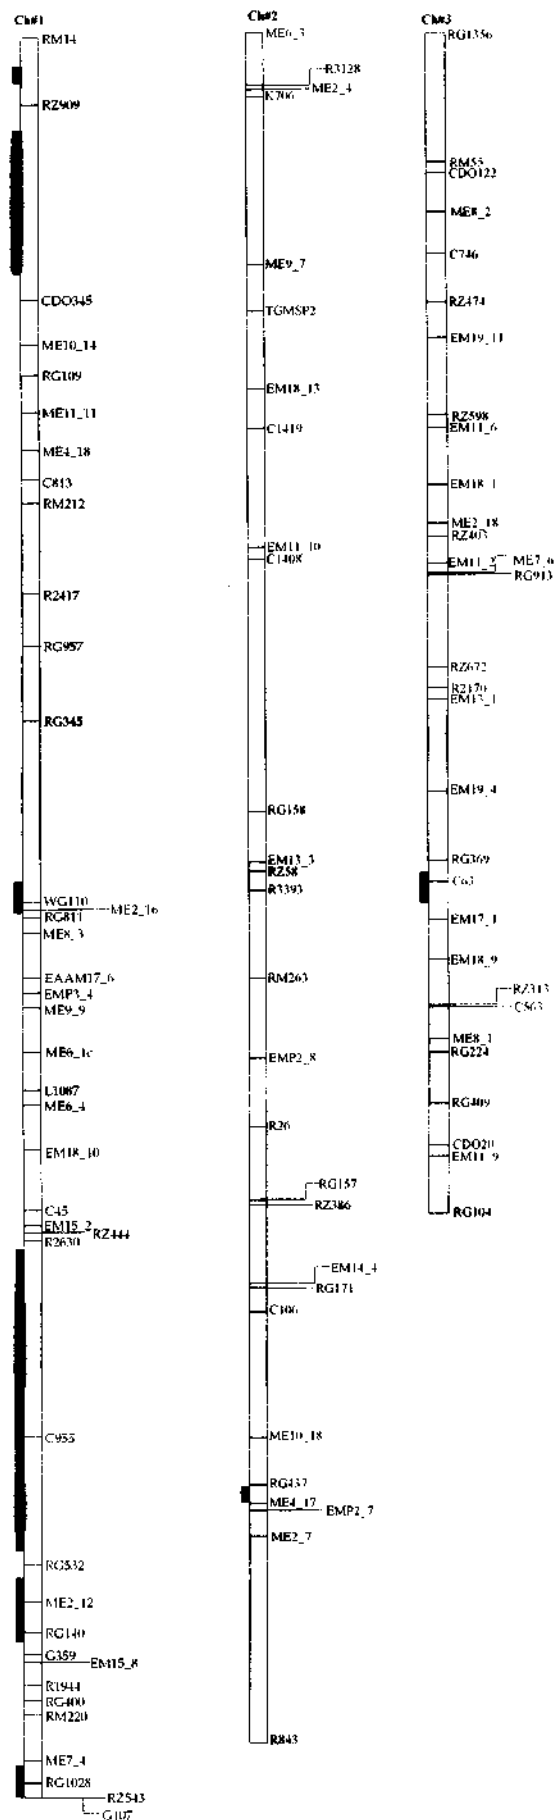 Ch#1
RM14
RZ909
CDO345
ME10_14
RG109
ME11_11
ME4_18
C813
RM212
R2417
RG957
RG345
WG110
ME2_16
RG811
ME8_3
EAAM17_6
EMP3_4
ME9_9
ME6_1c
L1087
ME6_4
EM18_10
C45
EM15_2
RZ444
R2630
C955
RG532
ME2_12
RG140
G359
EM15_8
R1944
RG400
RM220
ME7_4
RG1028
RZ543
G107
Ch#2
ME6_3
R3128
ME2_4
K706
ME9_7
TGMSP2
EM18_13
C1419
EM11_10
C1408
RG158
EM13_3
RZ58
R3393
RM263
EMP2_8
R26
RG157
RZ386
EM14_4
RG171
C106
ME10_18
RG437
ME4_17
EMP2_7
ME2_7
R843
Ch#3
RG1356
RM55
CDO122
ME8_2
C746
RZ474
EM19_11
RZ598
EM11_6
EM18_1
ME2_18
RZ403
ME7_6
RG913
RZ672
R2170
EM13_1
EM19_4
RG369
C63
EM17_1
EM18_9
RZ313
C563
ME8_1
RG224
RG409
CDO20
EM11_9
RG104